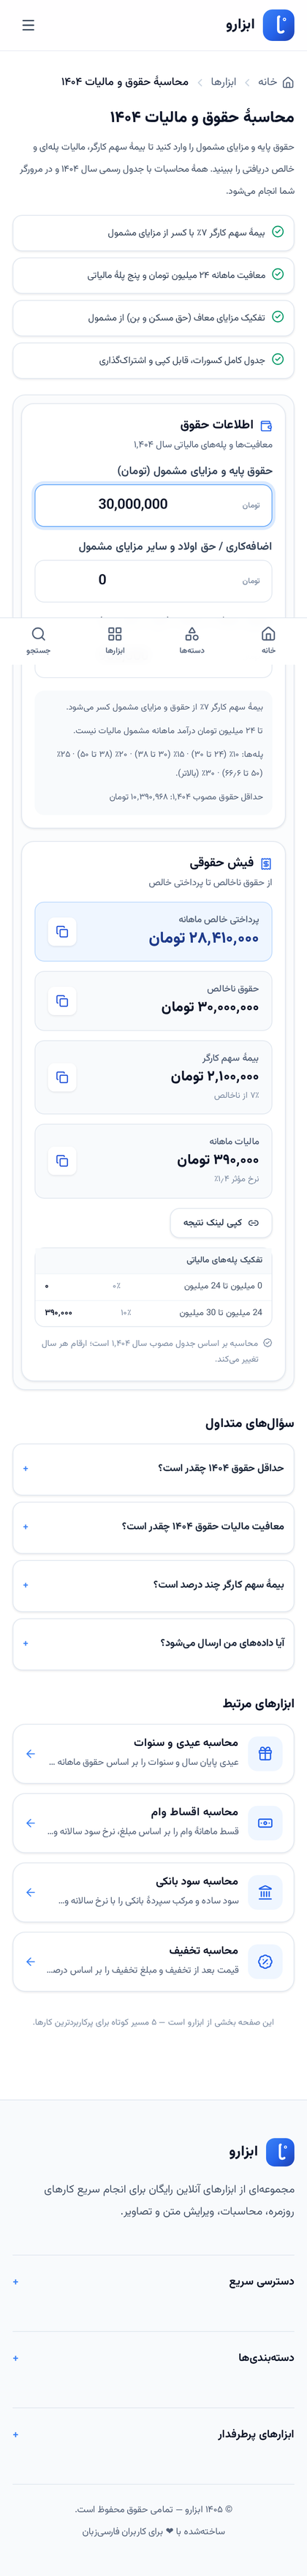 ابزارو
خانه
ابزارها
محاسبهٔ حقوق و مالیات ۱۴۰۴
محاسبهٔ حقوق و مالیات ۱۴۰۴
حقوق پایه و مزایای مشمول را وارد کنید تا بیمهٔ سهم کارگر، مالیات پله‌ای و
خالص دریافتی را ببینید. همهٔ محاسبات با جدول رسمی سال ۱۴۰۴ و در مرورگر
شما انجام می‌شود.
بیمهٔ سهم کارگر ۷٪ با کسر از مزایای مشمول
معافیت ماهانه ۲۴ میلیون تومان و پنج پلهٔ مالیاتی
تفکیک مزایای معاف (حق مسکن و بن) از مشمول
جدول کامل کسورات، قابل کپی و اشتراک‌گذاری
اطلاعات حقوق
معافیت‌ها و پله‌های مالیاتی سال ۱,۴۰۴
حقوق پایه و مزایای مشمول (تومان)
30,000,000
تومان
اضافه‌کاری / حق اولاد و سایر مزایای مشمول
0
تومان
خانه
دسته‌ها
ابزارها
جستجو
بیمهٔ سهم کارگر ۷٪ از حقوق و مزایای مشمول کسر می‌شود.
تا ۲۴ میلیون تومان درآمد ماهانه مشمول مالیات نیست.
پله‌ها: ۱۰٪ (۲۴ تا ۳۰) · ۱۵٪ (۳۰ تا ۳۸) · ۲۰٪ (۳۸ تا ۵۰) · ۲۵٪
(۵۰ تا ۶۶٫۶) · ۳۰٪ (بالاتر).
حداقل حقوق مصوب ۱,۴۰۴: ۱۰,۳۹۰,۹۶۸ تومان
فیش حقوقی
از حقوق ناخالص تا پرداختی خالص
پرداختی خالص ماهانه
۲۸,۴۱۰,۰۰۰ تومان
حقوق ناخالص
۳۰,۰۰۰,۰۰۰ تومان
بیمهٔ سهم کارگر
۲,۱۰۰,۰۰۰ تومان
۷٪ از ناخالص
مالیات ماهانه
۳۹۰,۰۰۰ تومان
نرخ مؤثر ۱٫۴٪
کپی لینک نتیجه
تفکیک پله‌های مالیاتی
0 میلیون تا 24 میلیون
۰٪
۰
24 میلیون تا 30 میلیون
۱۰٪
۳۹۰,۰۰۰
محاسبه بر اساس جدول مصوب سال ۱,۴۰۴ است؛ ارقام هر سال
تغییر می‌کند.
سؤال‌های متداول
حداقل حقوق ۱۴۰۴ چقدر است؟
+
معافیت مالیات حقوق ۱۴۰۴ چقدر است؟
+
بیمهٔ سهم کارگر چند درصد است؟
+
آیا داده‌های من ارسال می‌شود؟
+
ابزارهای مرتبط
محاسبه عیدی و سنوات
عیدی پایان سال و سنوات را بر اساس حقوق ماهانه ...
محاسبه اقساط وام
قسط ماهانهٔ وام را بر اساس مبلغ، نرخ سود سالانه و...
محاسبه سود بانکی
سود ساده و مرکب سپردهٔ بانکی را با نرخ سالانه و...
محاسبه تخفیف
قیمت بعد از تخفیف و مبلغ تخفیف را بر اساس درصد...
این صفحه بخشی از ابزارو است — ۵ مسیر کوتاه برای پرکاربردترین کارها.
ابزارو
مجموعه‌ای از ابزارهای آنلاین رایگان برای انجام سریع کارهای
روزمره، محاسبات، ویرایش متن و تصاویر.
دسترسی سریع
+
دسته‌بندی‌ها
+
ابزارهای پرطرفدار
+
© ۱۴۰۵ ابزارو — تمامی حقوق محفوظ است.
ساخته‌شده با ❤ برای کاربران فارسی‌زبان